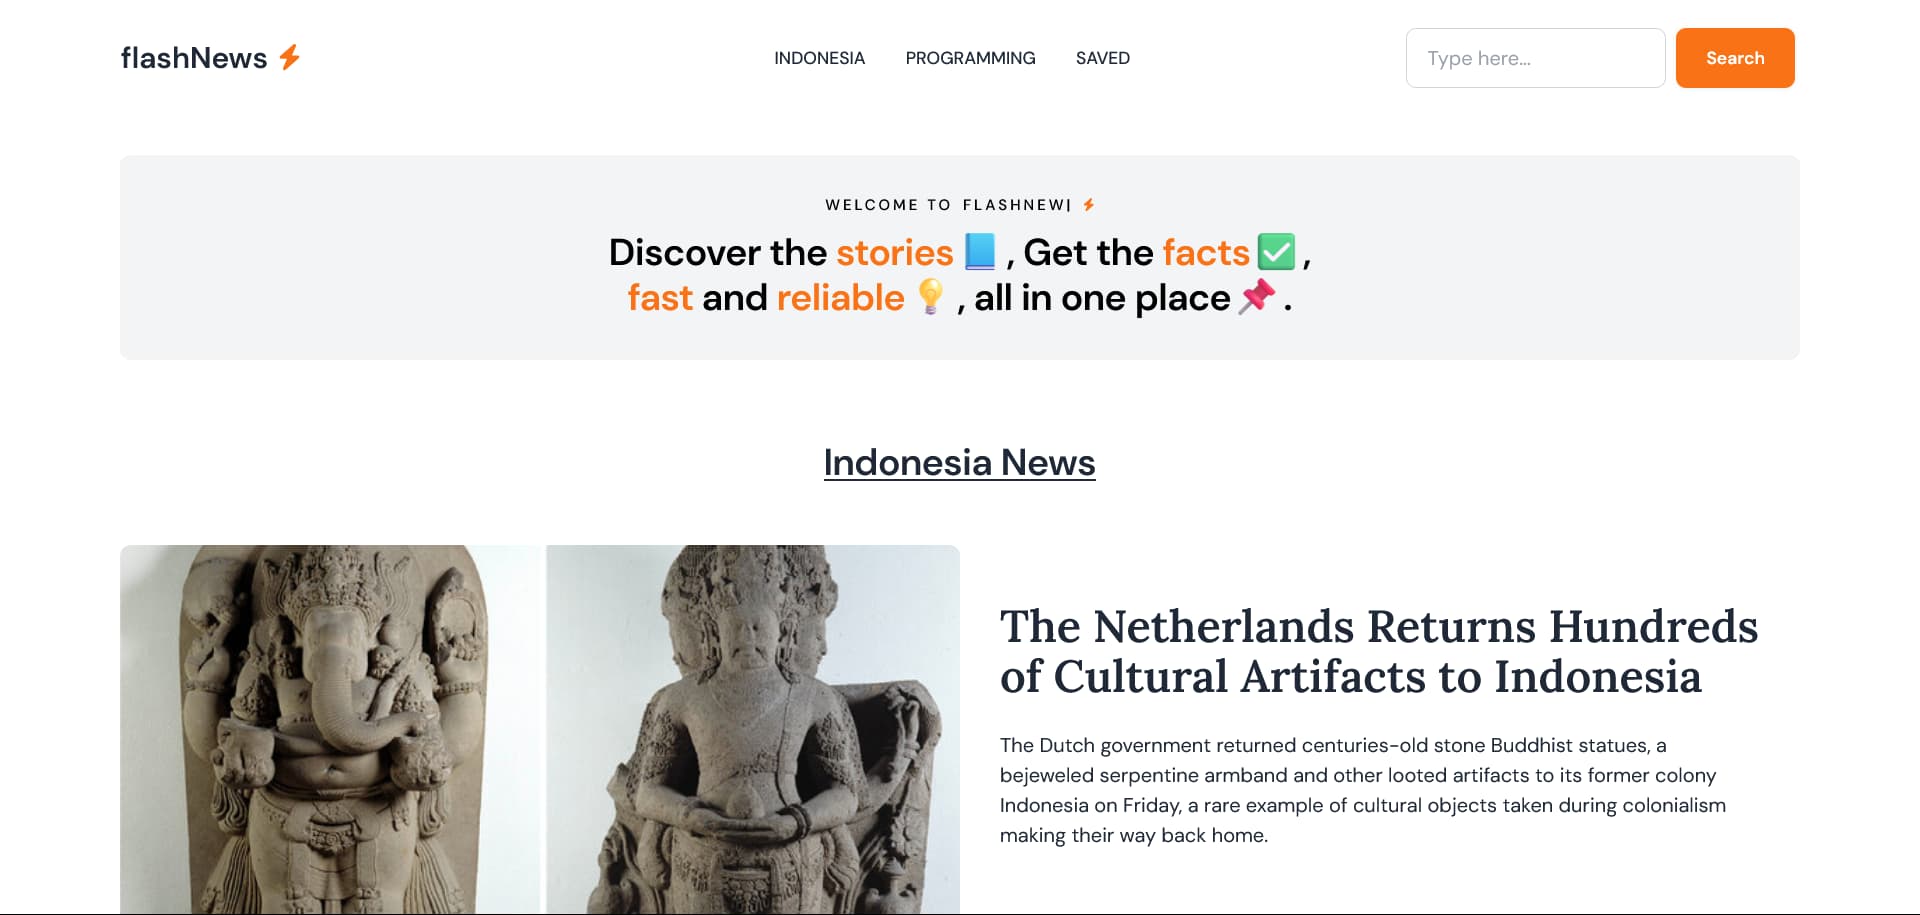 flashNews ⚡
INDONESIA
PROGRAMMING
SAVED
Type here...
Search
WELCOME TO FLASHNEW| ⚡
Discover the stories 📘 , Get the facts ✅ ,
fast and reliable 💡 , all in one place 📌 .
Indonesia News
The Netherlands Returns Hundreds
of Cultural Artifacts to Indonesia
The Dutch government returned centuries-old stone Buddhist statues, a
bejeweled serpentine armband and other looted artifacts to its former colony
Indonesia on Friday, a rare example of cultural objects taken during colonialism
making their way back home.